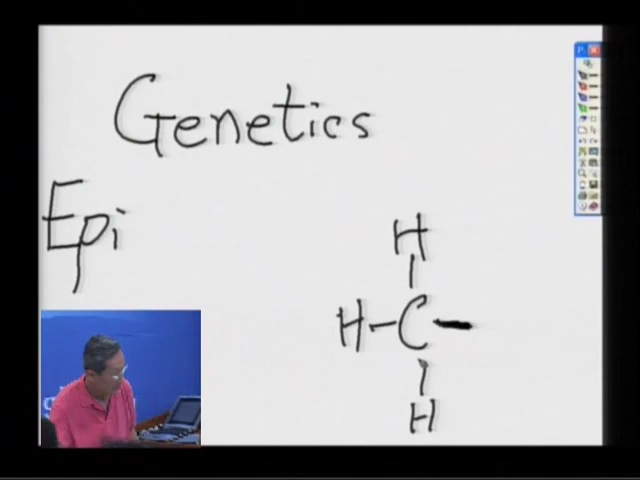 Genetics
Epi
H
H-C-
H